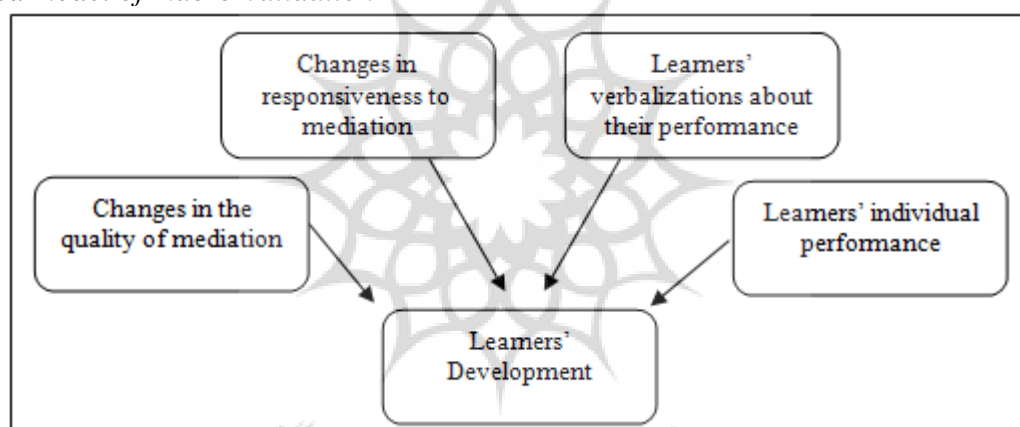 Changes in
responsiveness to
mediation
Learners'
verbalizations about
their performance
Changes in the
quality of mediation
Learners' individual
performance
Learners'
Development